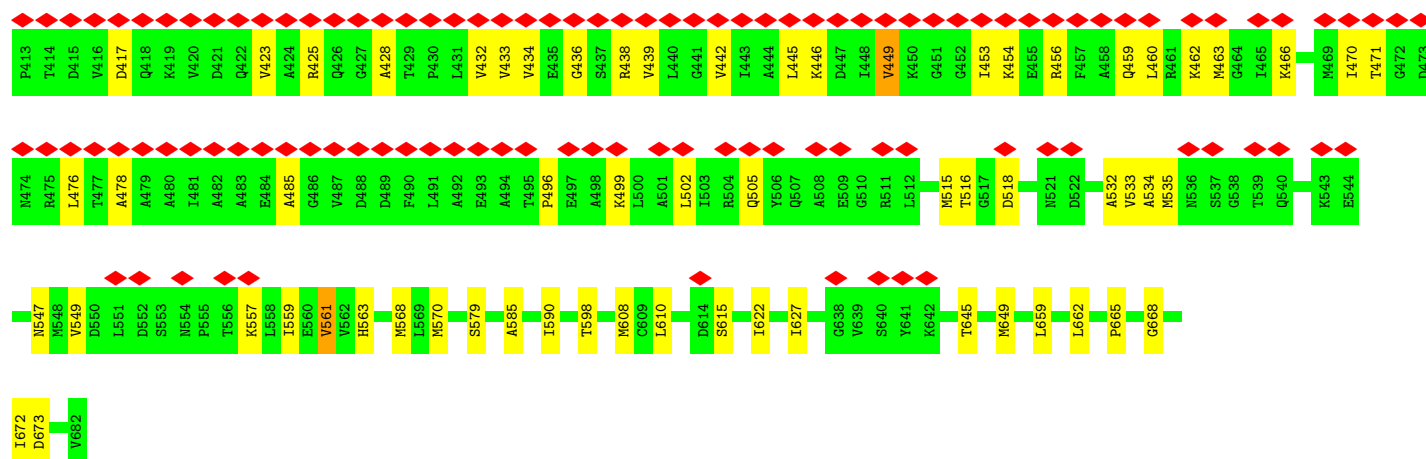 P413 T414 D415 V416 D417 Q418 K419 V420 D421 Q422 V423 A424 R425 Q426 G427 A428 T429 P430 L431 V432 V433 V434 E435 G436 S437 R438 V439 L440 G441 V442 I443 A444 L445 K446 D447 I448 V449 K450 G451 G452 I453 K454 E455 R456 F457 A458 Q459 L460 R461 K462 M463 G464 I465 K466 M469 I470 T471 G472 D473
N474 R475 L476 T477 A478 A479 A480 I481 A482 A483 E484 A485 G486 V487 D488 D489 F490 L491 A492 E493 A494 T495 P496 E497 A498 K499 L500 A501 L502 I503 R504 Q505 Y506 Q507 A508 E509 G510 R511 L512 M515 T516 G517 D518 N521 D522 A532 V533 A534 M535 N536 S537 G538 T539 Q540 K543 E544
N547 M548 V549 D550 L551 D552 S553 N554 P555 T556 K557 L558 I559 E560 V561 V562 H563 M568 L569 M570 S579 A585 I590 T598 M608 C609 L610 D614 S615 I622 I627 G638 V639 S640 Y641 K642 T645 M649 L659 L662 P665 G668
I672 D673 V682